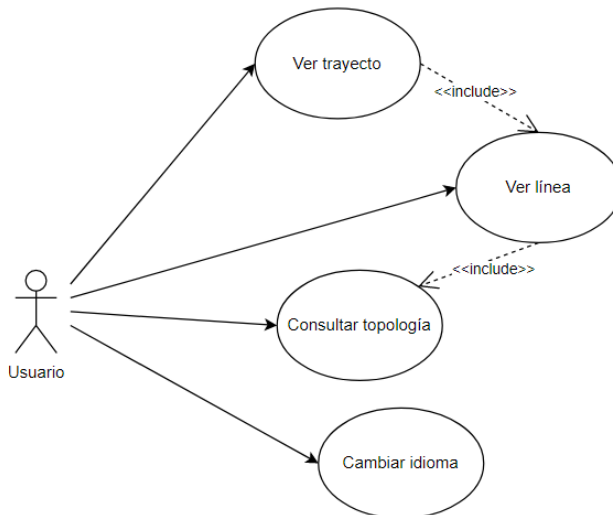 Ver trayecto
<<include>>
Ver línea
<<include>>
Consultar topología
Usuario
Cambiar idioma